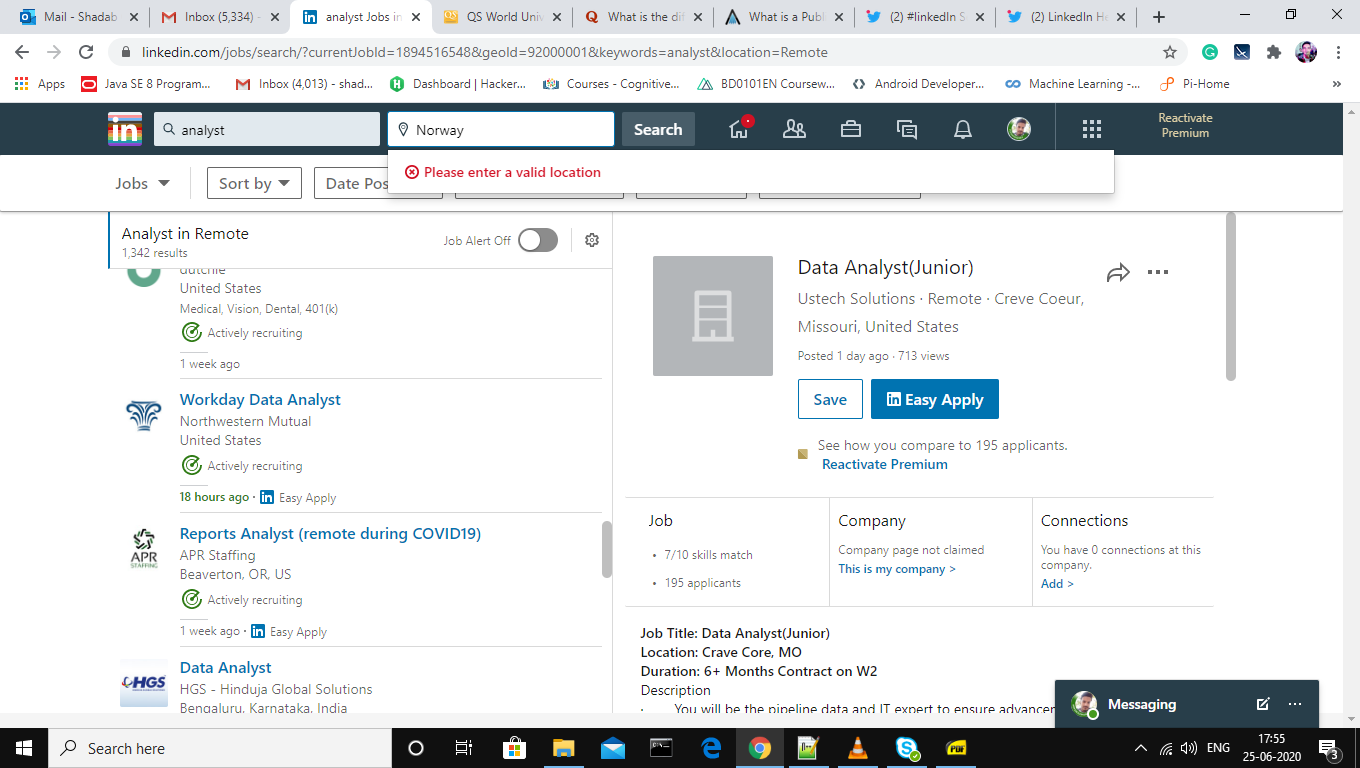 Mail - Shadab
Inbox (5,334) -
analyst Jobs in
QS World Univ
What is the dif
What is a Publ
(2) #linkedIn S
(2) LinkedIn He
linkedin.com/jobs/search/?currentJobId=1894516548&geoId=92000001&keywords=analyst&location=Remote
Apps
Java SE 8 Program...
Inbox (4,013) - shad...
Dashboard | Hacker...
Courses - Cognitive...
BD0101EN Coursew...
Android Developer...
Machine Learning -...
Pi-Home
»
in
analyst
Norway
Search
Reactivate
Premium
Please enter a valid location
Jobs
Sort by
Date Pos
Analyst in Remote
1,342 results
Job Alert Off
dutchie
United States
Medical, Vision, Dental, 401(k)
Actively recruiting
1 week ago
Workday Data Analyst
Northwestern Mutual
United States
Actively recruiting
18 hours ago · in Easy Apply
APR
STAFFING
Reports Analyst (remote during COVID19)
APR Staffing
Beaverton, OR, US
Actively recruiting
1 week ago · in Easy Apply
HGS
Data Analyst
HGS - Hinduja Global Solutions
Bengaluru, Karnataka, India
Data Analyst(Junior)
Ustech Solutions · Remote · Creve Coeur,
Missouri, United States
Posted 1 day ago · 713 views
Save
in Easy Apply
See how you compare to 195 applicants.
Reactivate Premium
Job
• 7/10 skills match
• 195 applicants
Company
Company page not claimed
This is my company >
Connections
You have 0 connections at this
company.
Add >
Job Title: Data Analyst(Junior)
Location: Crave Core, MO
Duration: 6+ Months Contract on W2
Description
· You will be the pipeline data and IT expert to ensure advancer
Messaging
Search here
PDF
ENG
17:55
25-06-2020
3